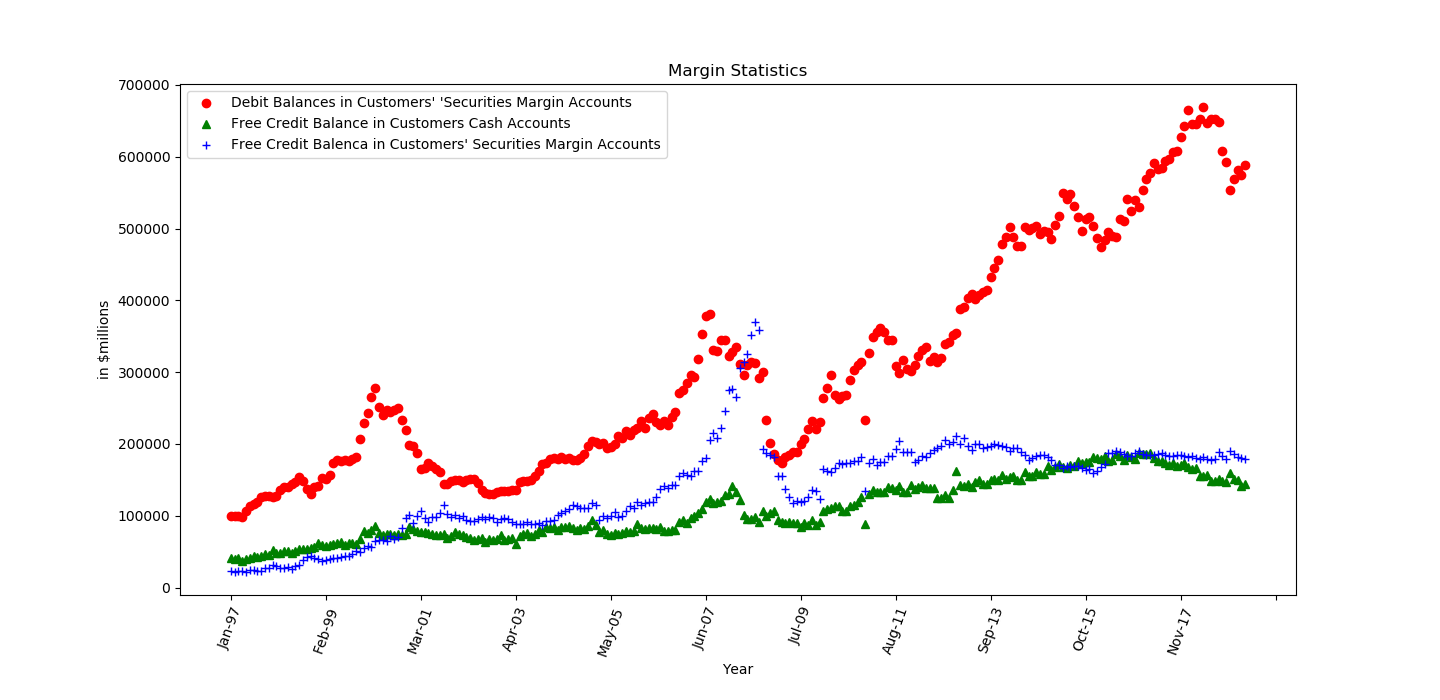 Margin Statistics
Debit Balances in Customers' 'Securities Margin Accounts
Free Credit Balance in Customers Cash Accounts
Free Credit Balenca in Customers' Securities Margin Accounts
700000
600000
500000
400000
300000
200000
100000
0
in $millions
Jan-97
Feb-99
Mar-01
Apr-03
May-05
Jun-07
Jul-09
Aug-11
Sep-13
Oct-15
Nov-17
Year